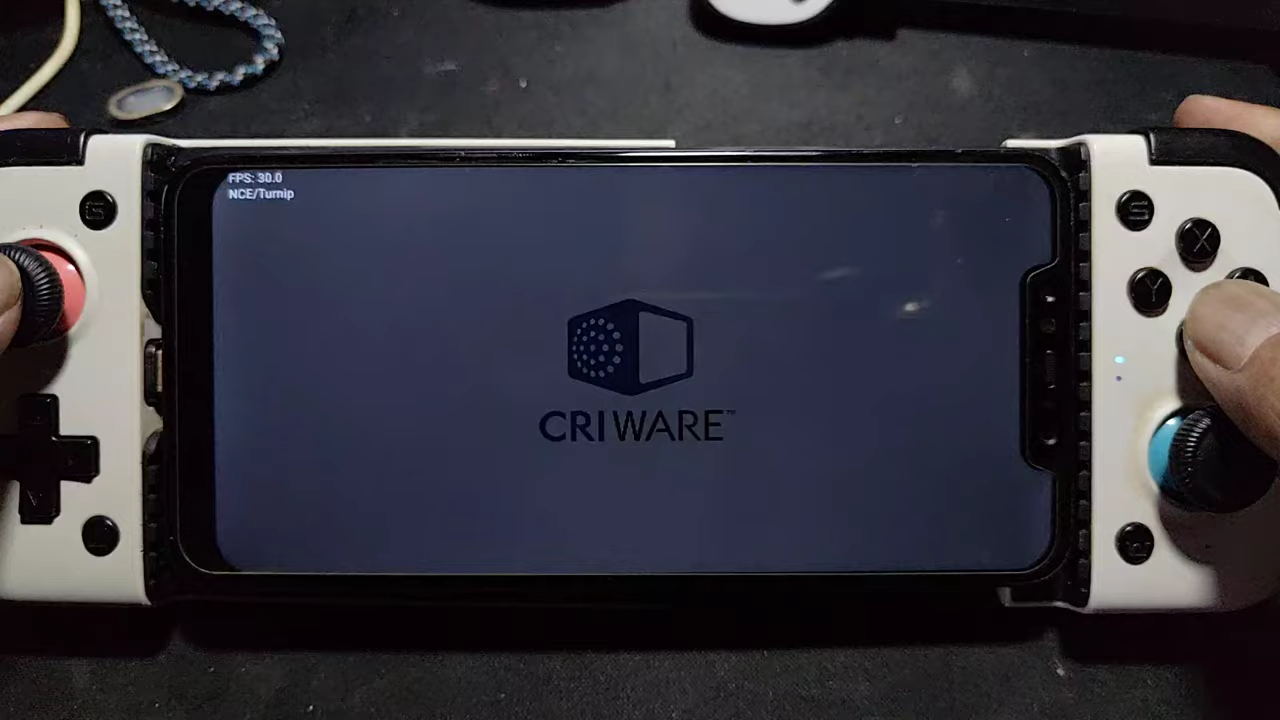 FPS: 30.0
NCE/Turnip
CRIWARE™
S
X
Y